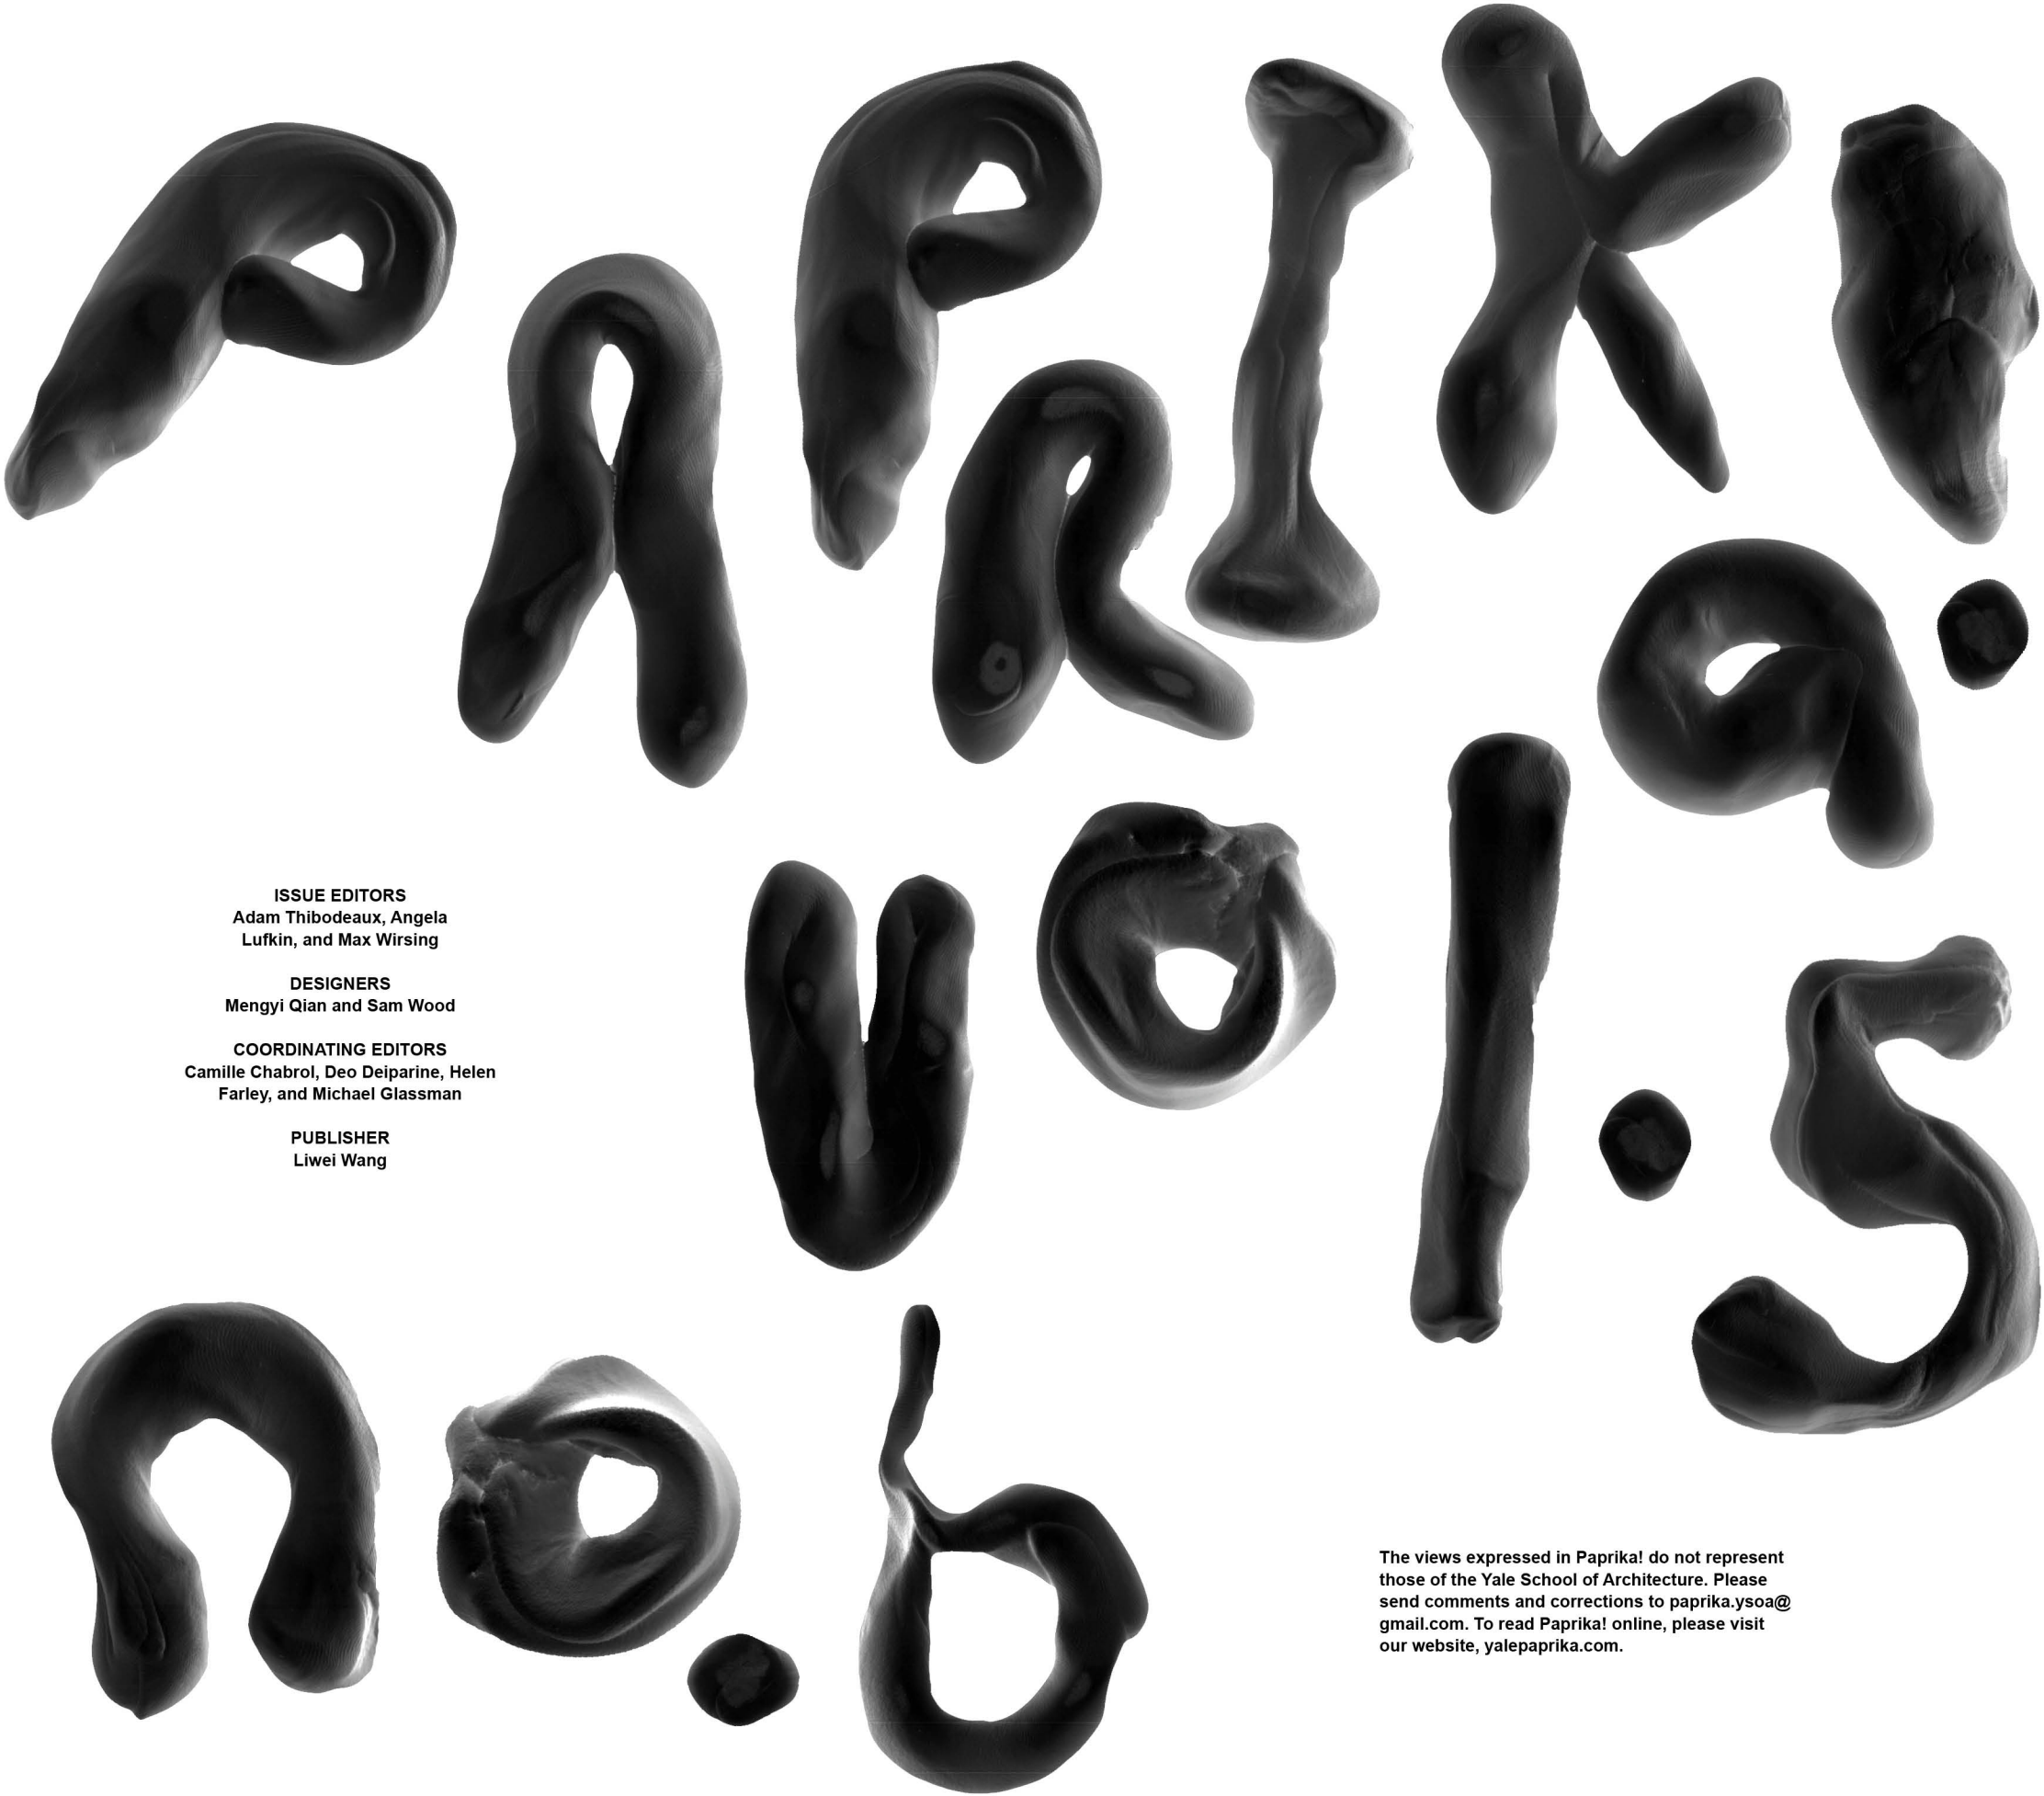 PAPRIKa!
vol.5
no.6
ISSUE EDITORS
Adam Thibodeaux, Angela
Lufkin, and Max Wirsing
DESIGNERS
Mengyi Qian and Sam Wood
COORDINATING EDITORS
Camille Chabrol, Deo Deiparine, Helen
Farley, and Michael Glassman
PUBLISHER
Liwei Wang
The views expressed in Paprika! do not represent
those of the Yale School of Architecture. Please
send comments and corrections to paprika.ysoa@
gmail.com. To read Paprika! online, please visit
our website, yalepaprika.com.